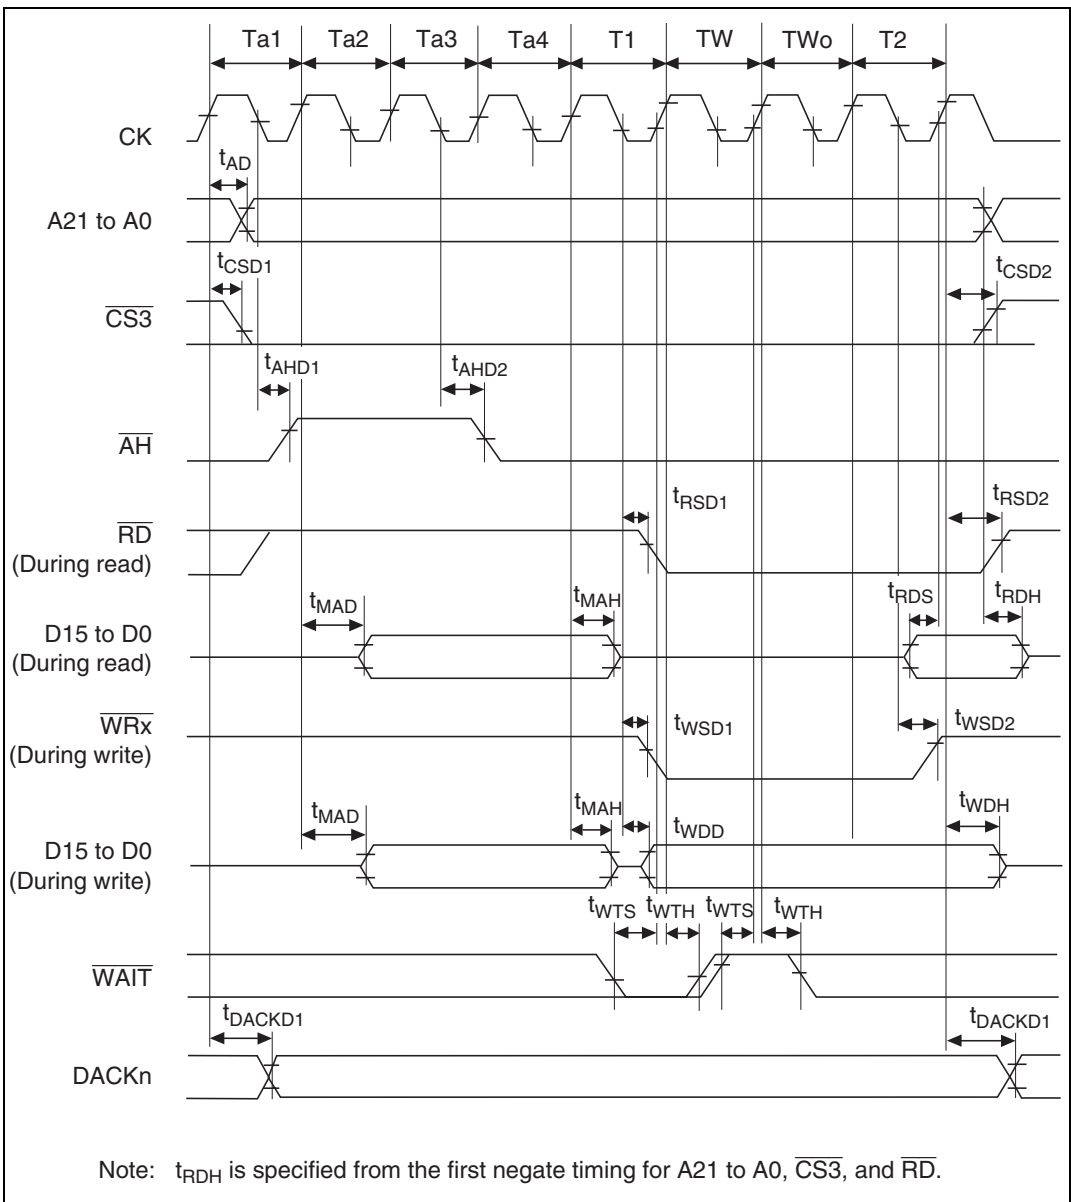 Ta1 Ta2 Ta3 Ta4 T1 TW TWo T2
CK
tAD
A21 to A0
tCSD1 tCSD2
CS3
tAHD1 tAHD2
AH
tRSD1 tRSD2
RD
(During read)
tMAD tMAH tRDS tRDH
D15 to D0
(During read)
WRx
(During write)
tWSD1 tWSD2
tMAD tMAH tWDD tWDH
D15 to D0
(During write)
tWTS tWTH tWTS tWTH
WAIT
tDACKD1 tDACKD1
DACKn
Note: tRDH is specified from the first negate timing for A21 to A0, CS3, and RD.